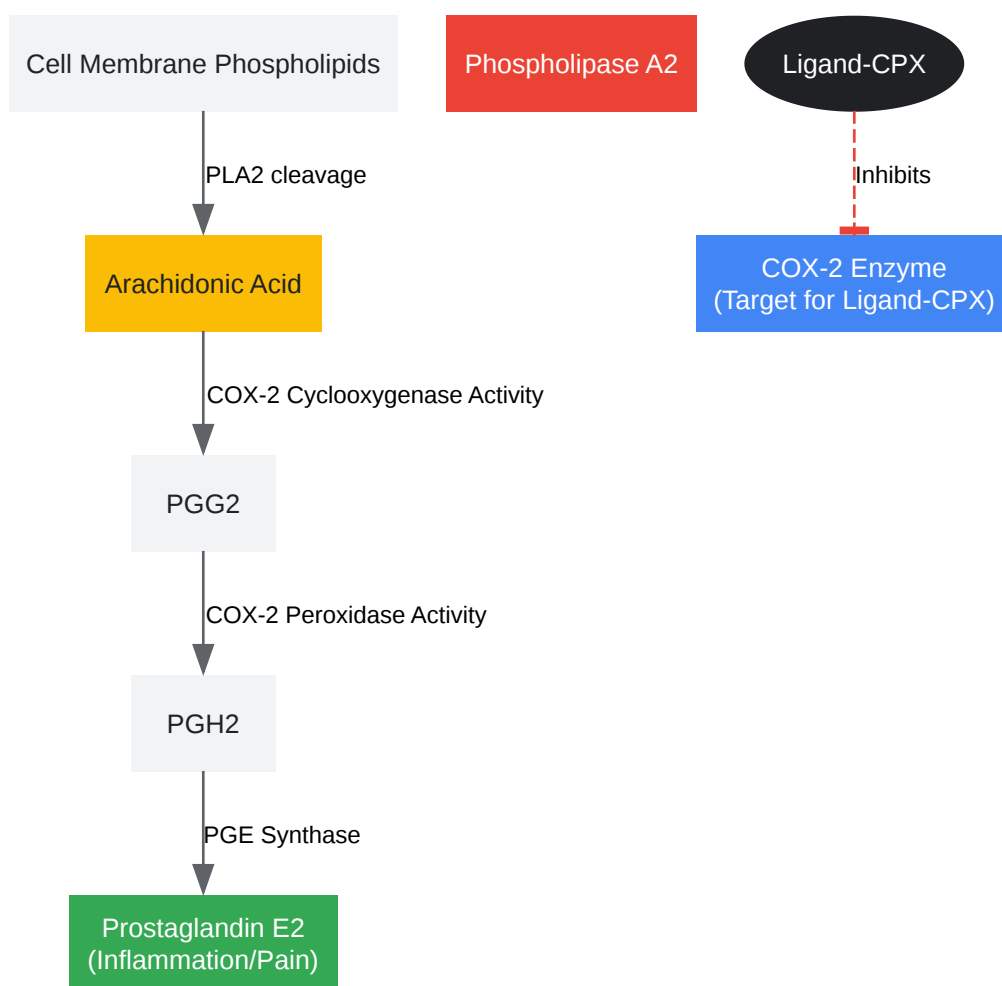 Cell Membrane Phospholipids
Phospholipase A2
Ligand-CPX
PLA2 cleavage
Inhibits
Arachidonic Acid
COX-2 Enzyme
(Target for Ligand-CPX)
COX-2 Cyclooxygenase Activity
PGG2
COX-2 Peroxidase Activity
PGH2
PGE Synthase
Prostaglandin E2
(Inflammation/Pain)